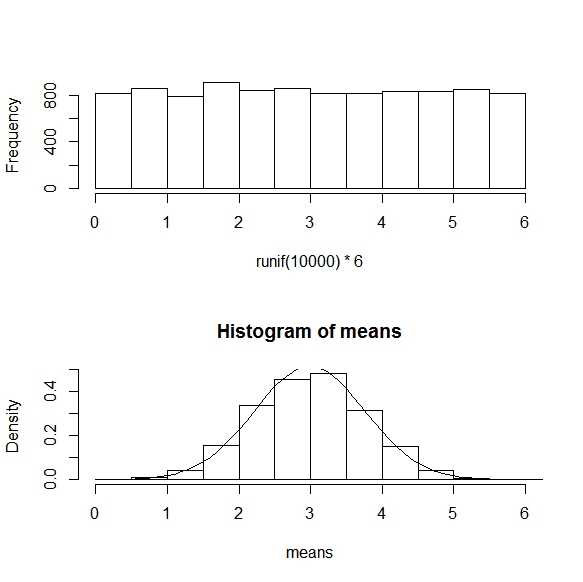 Frequency
800
400
0
0 1 2 3 4 5 6
runif(10000) * 6
Histogram of means
Density
0.4
0.2
0.0
0 1 2 3 4 5 6
means